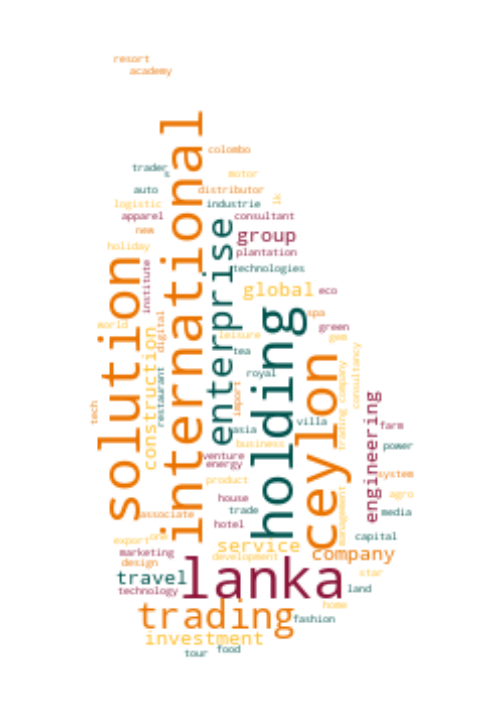 resort
academy
international
colombo
trader
s
motor
auto
distributor
lk
logistic
industrie
apparel
consultant
new
enterprise
group
holiday
plantation
solution
institute
technologies
global
eco
holding
spa
world
digital
green
construction
leisure
gem
restaurant
tea
ceylon
consultancy
royal
trading company
import
tech
engineering
villa
farm
asia
business
power
venture
energy
system
product
management
house
agro
trade
media
associate
hotel
one
export
capital
service
marketing
development
company
design
lanka
star
travel
technology
land
trading
home
fashion
investment
tour
food